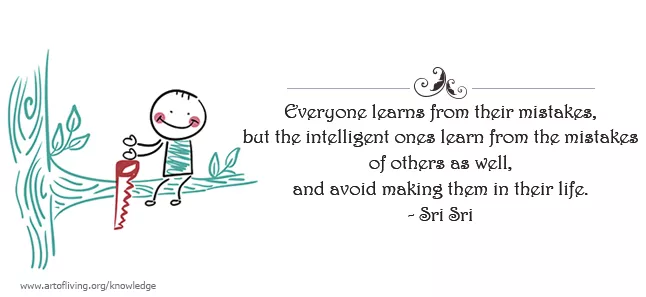 Everyone learns from their mistakes,
but the intelligent ones learn from the mistakes
of others as well,
and avoid making them in their life.
- Sri Sri
www.artofliving.org/knowledge